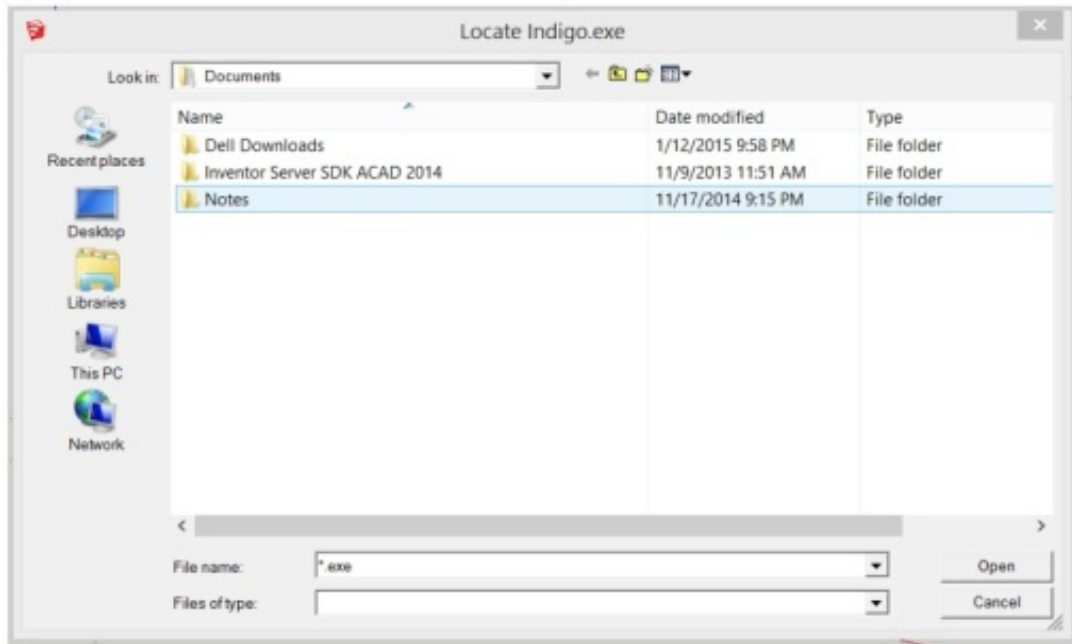 Locate Indigo.exe
Look in: Documents
Name Date modified Type
Recent places
Dell Downloads 1/12/2015 9:58 PM File folder
Inventor Server SDK ACAD 2014 11/9/2013 11:51 AM File folder
Notes 11/17/2014 9:15 PM File folder
Desktop
Libraries
This PC
Network
File name: *.exe Open
Files of type: Cancel